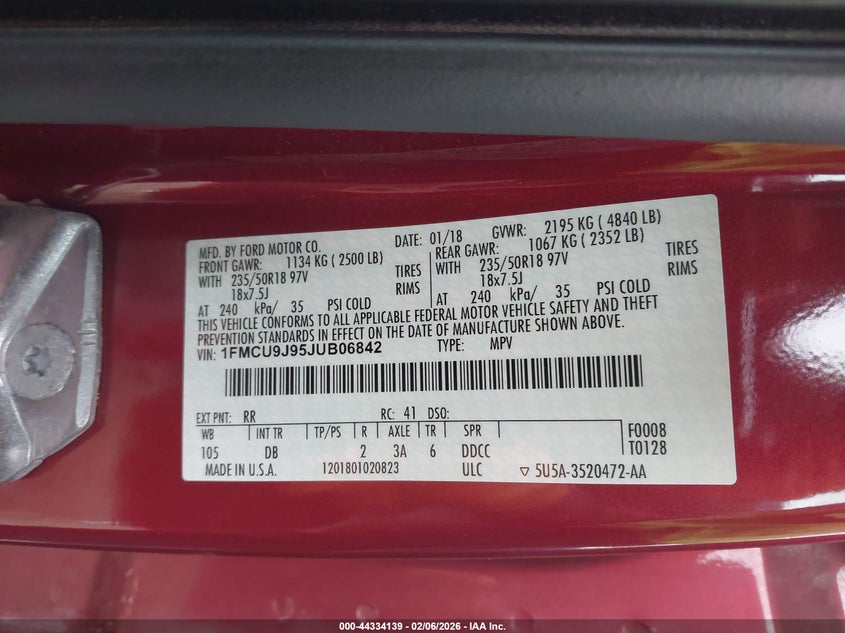 MFD. BY FORD MOTOR CO. DATE: 01/18 GVWR: 2195 KG ( 4840 LB)
FRONT GAWR: 1134 KG ( 2500 LB) REAR GAWR: 1067 KG ( 2352 LB)
WITH 235/50R18 97V TIRES WITH 235/50R18 97V TIRES
18x7.5J RIMS 18x7.5J RIMS
AT 240 kPa/ 35 PSI COLD AT 240 kPa/ 35 PSI COLD
THIS VEHICLE CONFORMS TO ALL APPLICABLE FEDERAL MOTOR VEHICLE SAFETY AND THEFT
PREVENTION STANDARDS IN EFFECT ON THE DATE OF MANUFACTURE SHOWN ABOVE.
VIN: 1FMCU9J95JUB06842 TYPE: MPV
EXT PNT: RR RC: 41 DSO:
WB INT TR TP/PS R AXLE TR SPR F0008
105 DB 2 3A 6 DDCC T0128
MADE IN U.S.A. 1201801020823 ULC ▽ 5U5A-3520472-AA
000-44334139 - 02/06/2026 - IAA Inc.